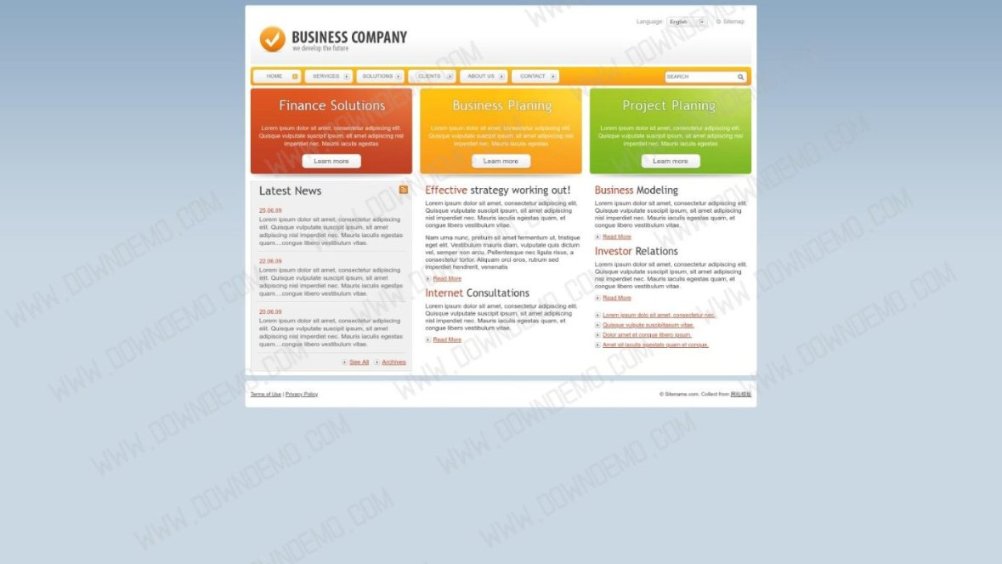 Language: English Sitemap
BUSINESS COMPANY
we develop the future
HOME SERVICES SOLUTIONS CLIENTS ABOUT US CONTACT SEARCH
Finance Solutions
Lorem ipsum dolor sit amet, consectetur adipiscing elit.
Quisque vulputate suscipit ipsum, sit amet adipiscing nisl
imperdiet nec. Mauris iaculis egestas
Learn more
Business Planing
Lorem ipsum dolor sit amet, consectetur adipiscing elit.
Quisque vulputate suscipit ipsum, sit amet adipiscing nisl
imperdiet nec. Mauris iaculis egestas
Learn more
Project Planing
Lorem ipsum dolor sit amet, consectetur adipiscing elit.
Quisque vulputate suscipit ipsum, sit amet adipiscing nisl
imperdiet nec. Mauris iaculis egestas
Learn more
Latest News
25.06.09
Lorem ipsum dolor sit amet, consectetur adipiscing
elit. Quisque vulputate suscipit ipsum, sit amet
adipiscing nisl imperdiet nec. Mauris iaculis egestas
quam....congue libero vestibulum vitae.
22.06.09
Lorem ipsum dolor sit amet, consectetur adipiscing
elit. Quisque vulputate suscipit ipsum, sit amet
adipiscing nisl imperdiet nec. Mauris iaculis egestas
quam....congue libero vestibulum vitae.
20.06.09
Lorem ipsum dolor sit amet, consectetur adipiscing
elit. Quisque vulputate suscipit ipsum, sit amet
adipiscing nisl imperdiet nec. Mauris iaculis egestas
quam....congue libero vestibulum vitae.
See All Archives
Effective strategy working out!
Lorem ipsum dolor sit amet, consectetur adipiscing elit.
Quisque vulputate suscipit ipsum, sit amet adipiscing nisl
imperdiet nec. Mauris iaculis egestas quam, et
congue libero vestibulum vitae.
Nam urna nunc, pretium sit amet fermentum ut, tristique
eget elit. Vestibulum mauris diam, vulputate quis dictum
vel, semper non arcu. Pellentesque nec ligula risus, a
consectetur tortor. Aliquam orci eros, rutrum sed
imperdiet hendrerit, venenatis
Read More
Internet Consultations
Lorem ipsum dolor sit amet, consectetur adipiscing elit.
Quisque vulputate suscipit ipsum, sit amet adipiscing nisl
imperdiet nec. Mauris iaculis egestas quam, et
congue libero vestibulum vitae.
Read More
Business Modeling
Lorem ipsum dolor sit amet, consectetur adipiscing elit.
Quisque vulputate suscipit ipsum, sit amet adipiscing nisl
imperdiet nec. Mauris iaculis egestas quam, et
congue libero vestibulum vitae.
Read More
Investor Relations
Lorem ipsum dolor sit amet, consectetur adipiscing elit.
Quisque vulputate suscipit ipsum, sit amet adipiscing nisl
imperdiet nec. Mauris iaculis egestas quam, et
congue libero vestibulum vitae.
Read More
Lorem ipsum dolo sit amet, consectetur nec.
Quisque vulpute suscipitsum vitae.
Dolor amet et congue libero ipsum.
Amet sit iaculis egestats quam et congue.
Terms of Use | Privacy Policy
© Sitename.com. Collect from 网站模板
WWW.DOWNDEMO.COM